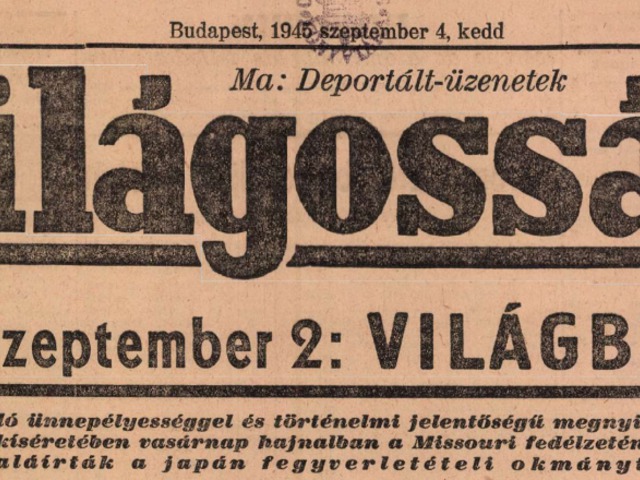 Budapest, 1945 szeptember 4, kedd
Ma: Deportált-üzenetek
ilágossá
zeptember 2: VILÁGB
ló ünnepélyességgel és történelmi jelentőségű megnyi
kíséretében vasárnap hajnalban a Missouri fedélzetén
aláírták a japán fegyverletételi okmányt